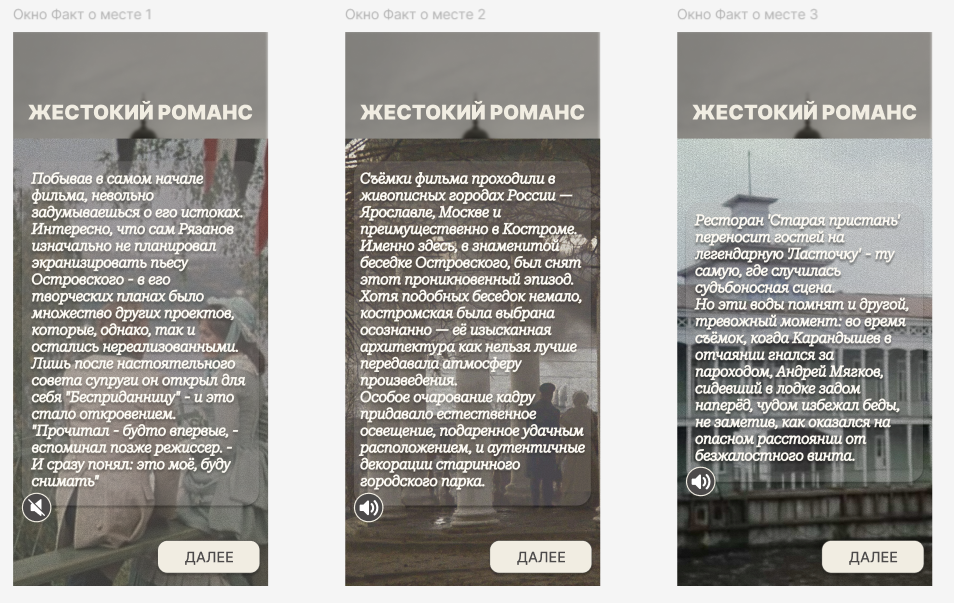 Окно Факт о месте 1
ЖЕСТОКИЙ РОМАНС
Побывав в самом начале
фильма, невольно
задумываешься о его истоках.
Интересно, что сам Рязанов
изначально не планировал
экранизировать пьесу
Островского - в его
творческих планах было
множество других проектов,
которые, однако, так и
остались нереализованными.
Лишь после настоятельного
совета супруги он открыл для
себя "Бесприданницу" - и это
стало откровением.
"Прочитал - будто впервые, -
вспоминал позже режиссер. -
И сразу понял: это моё, буду
снимать"
ДАЛЕЕ
Окно Факт о месте 2
ЖЕСТОКИЙ РОМАНС
Съёмки фильма проходили в
живописных городах России —
Ярославле, Москве и
преимущественно в Костроме.
Именно здесь, в знаменитой
беседке Островского, был снят
этот проникновенный эпизод.
Хотя подобных беседок немало,
костромская была выбрана
осознанно — её изысканная
архитектура как нельзя лучше
передавала атмосферу
произведения.
Особое очарование кадру
придавало естественное
освещение, подаренное удачным
расположением, и аутентичные
декорации старинного
городского парка.
ДАЛЕЕ
Окно Факт о месте 3
ЖЕСТОКИЙ РОМАНС
Ресторан 'Старая пристань'
переносит гостей на
легендарную 'Ласточку' - ту
самую, где случилась
судьбоносная сцена.
Но эти воды помнят и другой,
тревожный момент: во время
съёмок, когда Карандышев в
отчаянии гнался за
пароходом, Андрей Мягков,
сидевший в лодке задом
наперёд, чудом избежал беды,
не заметив, как оказался на
опасном расстоянии от
безжалостного винта.
ДАЛЕЕ